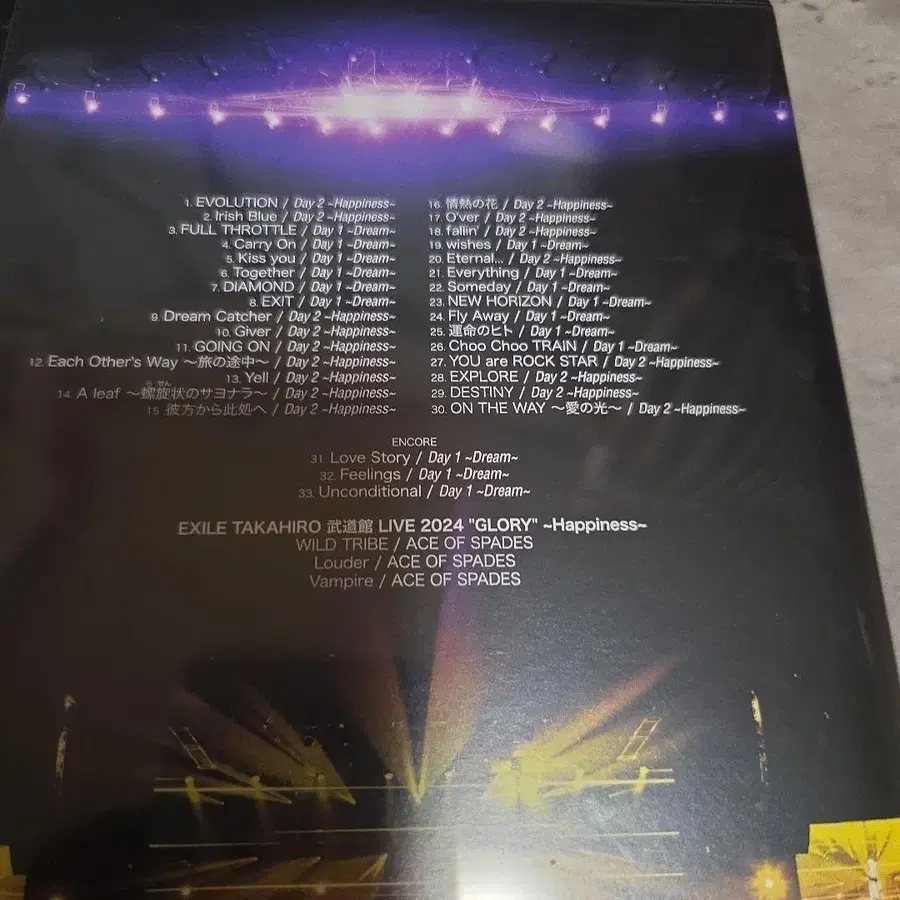 1. EVOLUTION / Day 2 ~Happiness~
2. Irish Blue / Day 2 ~Happiness~
3. FULL THROTTLE / Day 1 ~Dream~
4. Carry On / Day 1 ~Dream~
5. Kiss you / Day 1 ~Dream~
6. Together / Day 1 ~Dream~
7. DIAMOND / Day 1 ~Dream~
8. EXIT / Day 1 ~Dream~
9. Dream Catcher / Day 2 ~Happiness~
10. Giver / Day 2 ~Happiness~
11. GOING ON / Day 2 ~Happiness~
12. Each Other's Way 〜旅の途中〜 / Day 2 ~Happiness~
13. Yell / Day 2 ~Happiness~
らせん
14. A leaf 〜螺旋状のサヨナラ〜 / Day 2 ~Happiness~
15. 彼方から此処へ / Day 2 ~Happiness~
16. 情熱の花 / Day 2 ~Happiness~
17. O'ver / Day 2 ~Happiness~
18. fallin' / Day 2 ~Happiness~
19. wishes / Day 1 ~Dream~
20. Eternal... / Day 2 ~Happiness~
21. Everything / Day 1 ~Dream~
22. Someday / Day 1 ~Dream~
23. NEW HORIZON / Day 1 ~Dream~
24. Fly Away / Day 1 ~Dream~
25. 運命のヒト / Day 1 ~Dream~
26. Choo Choo TRAIN / Day 1 ~Dream~
27. YOU are ROCK STAR / Day 2 ~Happiness~
28. EXPLORE / Day 2 ~Happiness~
29. DESTINY / Day 2 ~Happiness~
30. ON THE WAY 〜愛の光〜 / Day 2 ~Happiness~
ENCORE
31. Love Story / Day 1 ~Dream~
32. Feelings / Day 1 ~Dream~
33. Unconditional / Day 1 ~Dream~
EXILE TAKAHIRO 武道館 LIVE 2024 "GLORY" ~Happiness~
WILD TRIBE / ACE OF SPADES
Louder / ACE OF SPADES
Vampire / ACE OF SPADES